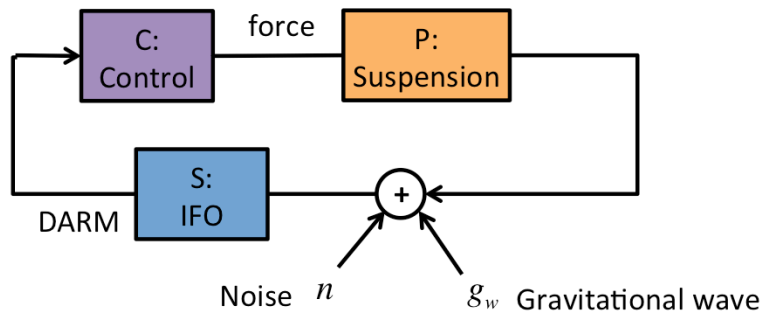 C:
Control
force
P:
Suspension
+
S:
IFO
DARM
Noise n
g_w Gravitational wave